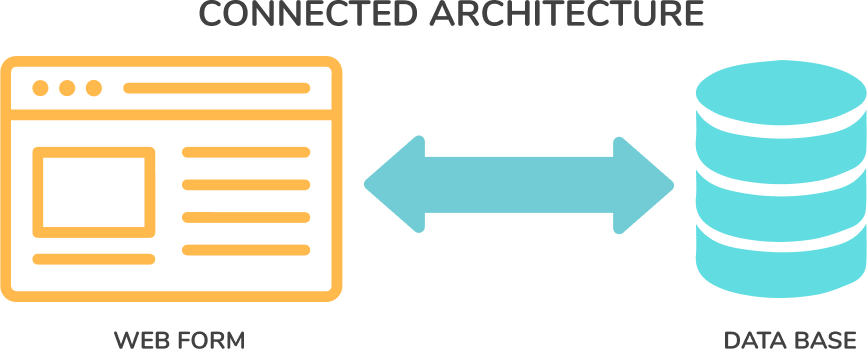 CONNECTED ARCHITECTURE
WEB FORM
DATA BASE